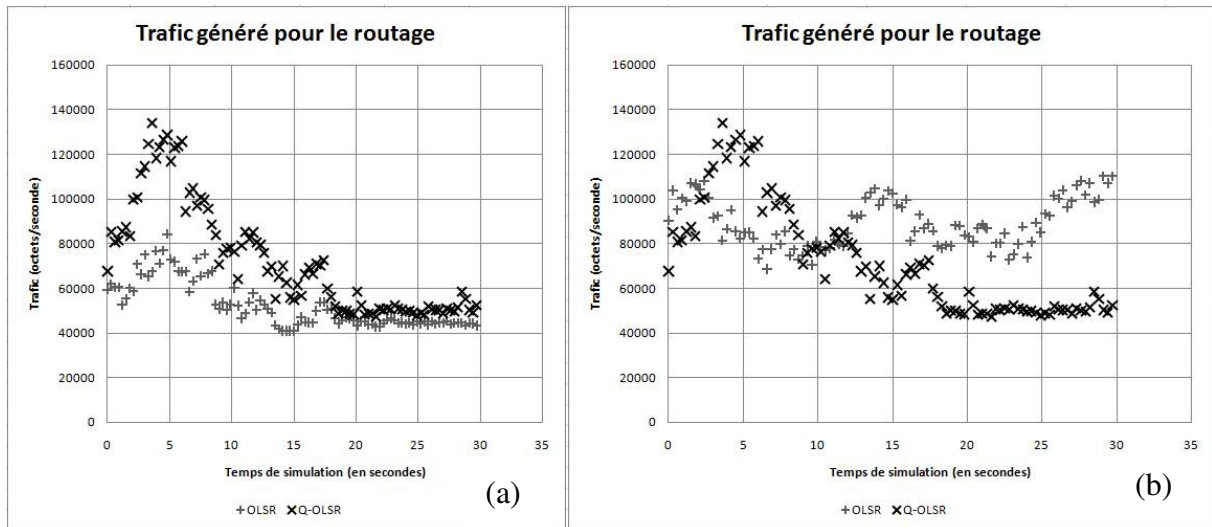 Trafic généré pour le routage
Trafic (octets/seconde)
160000
140000
120000
100000
80000
60000
40000
20000
0
0 5 10 15 20 25 30 35
Temps de simulation (en secondes)
OLSR Q-OLSR
(a)
Trafic généré pour le routage
Trafic (octets/seconde)
160000
140000
120000
100000
80000
60000
40000
20000
0
0 5 10 15 20 25 30 35
Temps de simulation (en secondes)
OLSR Q-OLSR
(b)